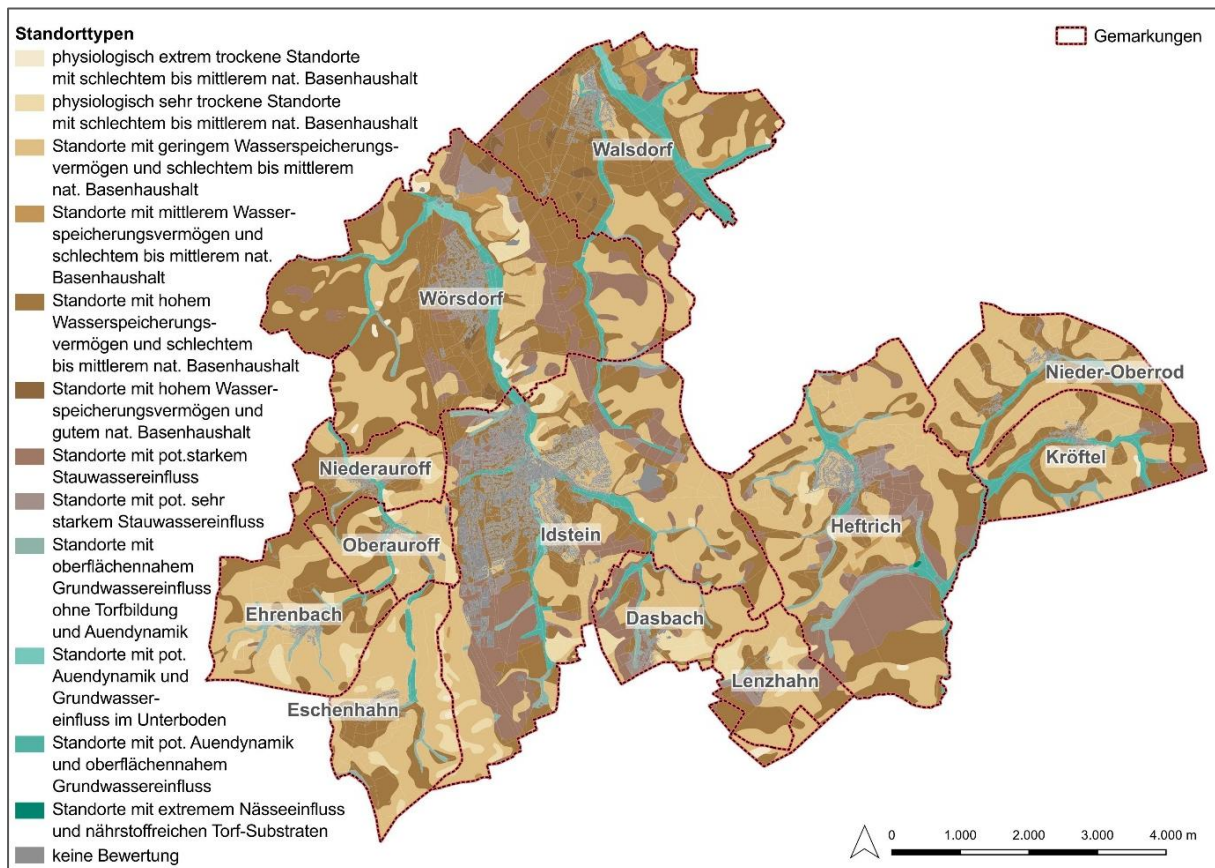 Standorttypen
physiologisch extrem trockene Standorte
mit schlechtem bis mittlerem nat. Basenhaushalt
physiologisch sehr trockene Standorte
mit schlechtem bis mittlerem nat. Basenhaushalt
Standorte mit geringem Wasserspeicherungs-
vermögen und schlechtem bis mittlerem
nat. Basenhaushalt
Standorte mit mittlerem Wasser-
speicherungsvermögen und
schlechtem bis mittlerem nat.
Basenhaushalt
Standorte mit hohem
Wasserspeicherungs-
vermögen und schlechtem
bis mittlerem nat. Basenhaushalt
Standorte mit hohem Wasser-
speicherungsvermögen und
gutem nat. Basenhaushalt
Standorte mit pot.starkem
Stauwassereinfluss
Standorte mit pot. sehr
starkem Stauwassereinfluss
Standorte mit
oberflächennahem
Grundwassereinfluss
ohne Torfbildung
und Auendynamik
Standorte mit pot.
Auendynamik und
Grundwasser-
einfluss im Unterboden
Standorte mit pot. Auendynamik
und oberflächennahem
Grundwassereinfluss
Standorte mit extremem Nässeeinfluss
und nährstoffreichen Torf-Substraten
keine Bewertung
Gemarkungen
Walsdorf
Wörsdorf
Nieder-Oberrod
Kröftel
Niederauroff
Heftrich
Idstein
Oberauroff
Ehrenbach
Dasbach
Lenzhahn
Eschenhahn
0 1.000 2.000 3.000 4.000 m